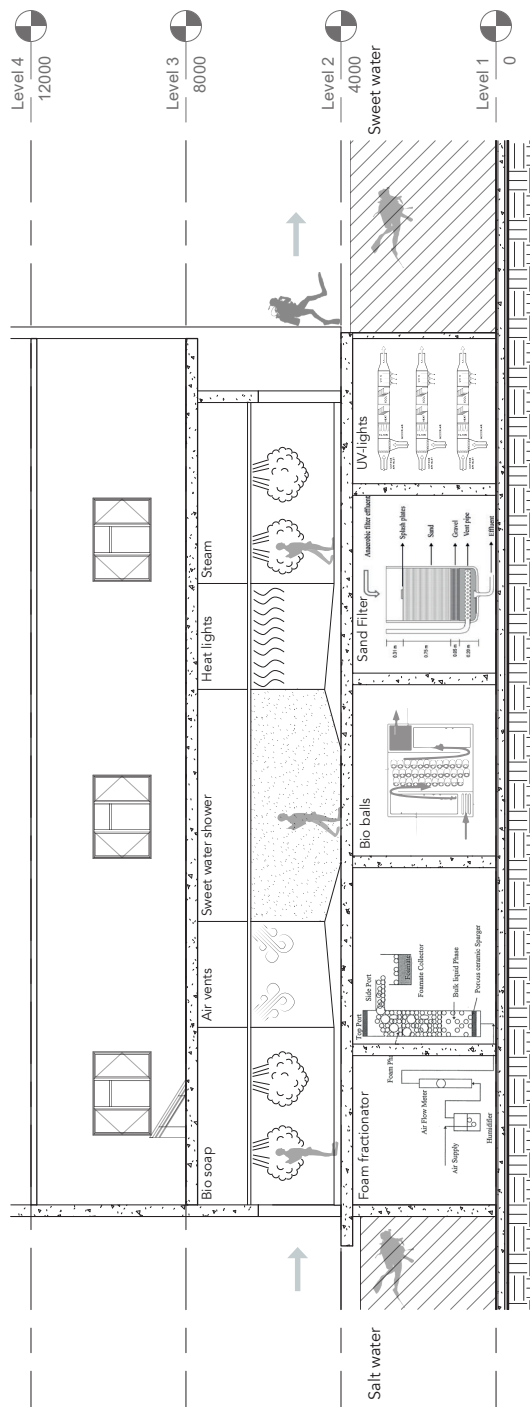 Level 4
12000
Level 3
8000
Level 2
4000
Level 1
0
Salt water
Sweet water
Bio soap
Air vents
Sweet water shower
Heat lights
Steam
Foam fractionator
Bio balls
Sand Filter
UV-lights
Air Supply
Humidifier
Air Flow Meter
Top Port
Side Port
Foamate
Foamate Collector
Bulk liquid Phase
Porous ceramic Sparger
Anaerobic filter effluent
Splash plates
Sand
Gravel
Vent pipe
Effluent
0.75 m